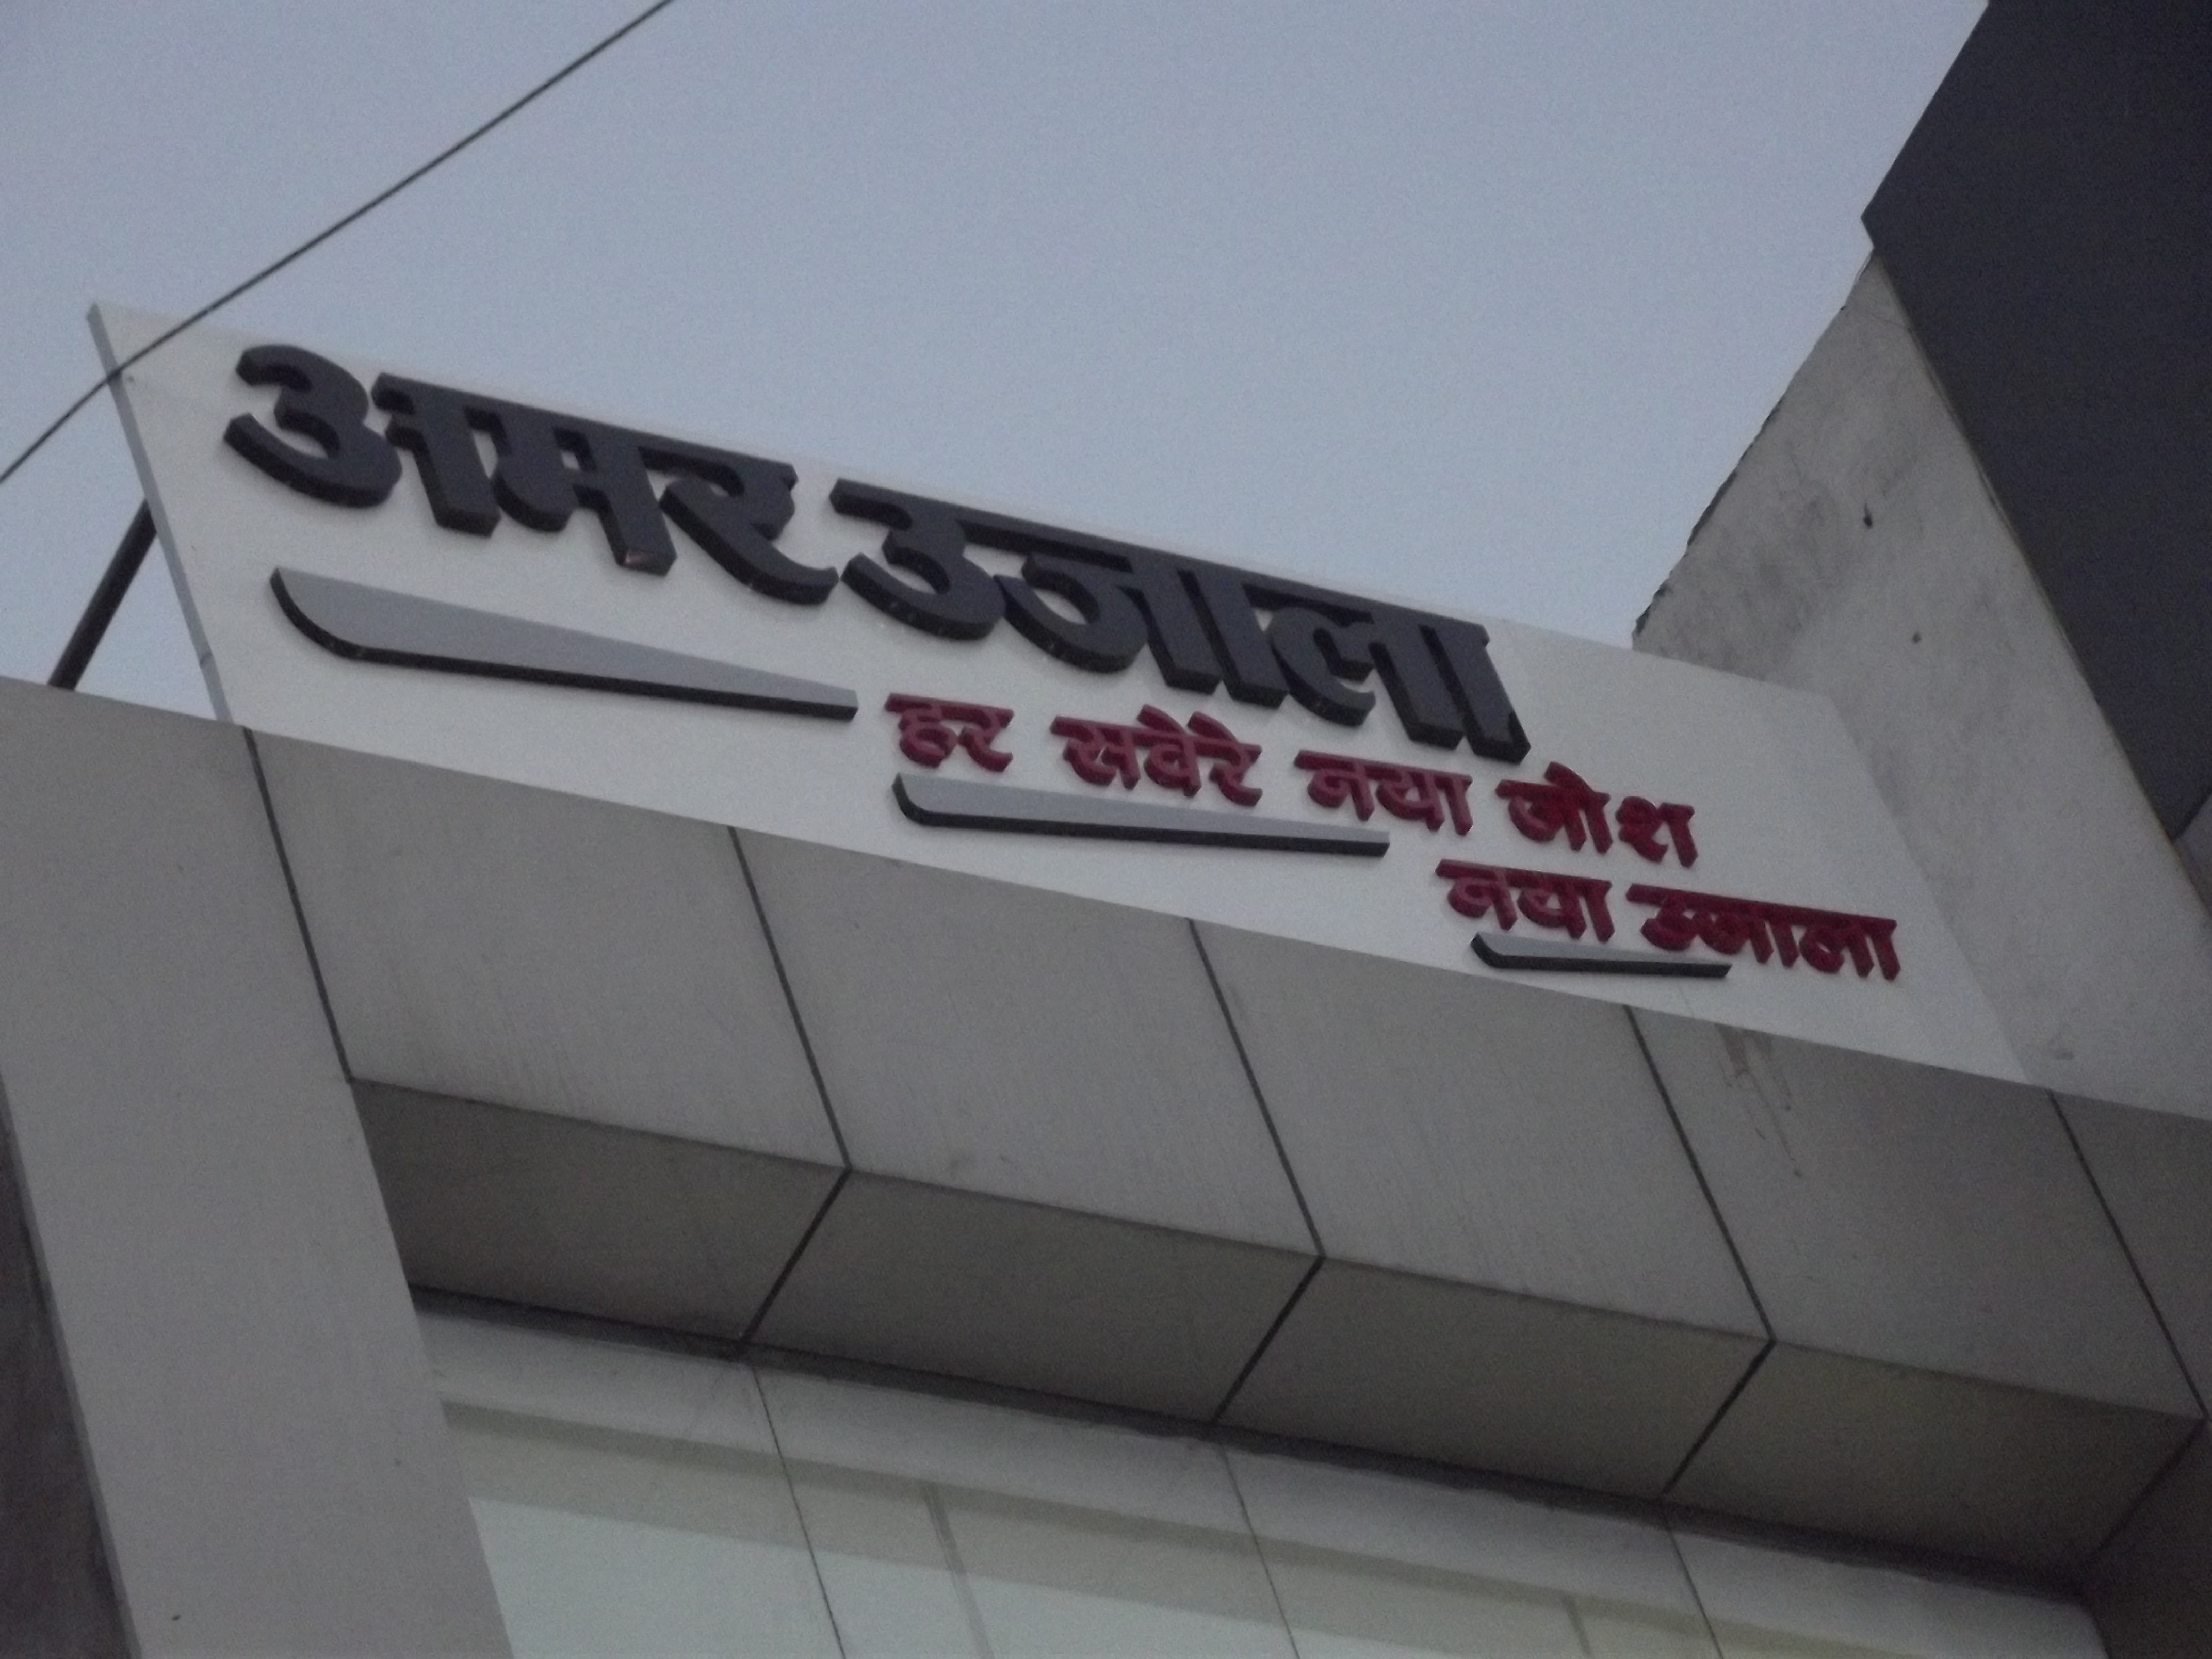 अमर उजाला
हर सवेरे नया जोश
नया उजाला